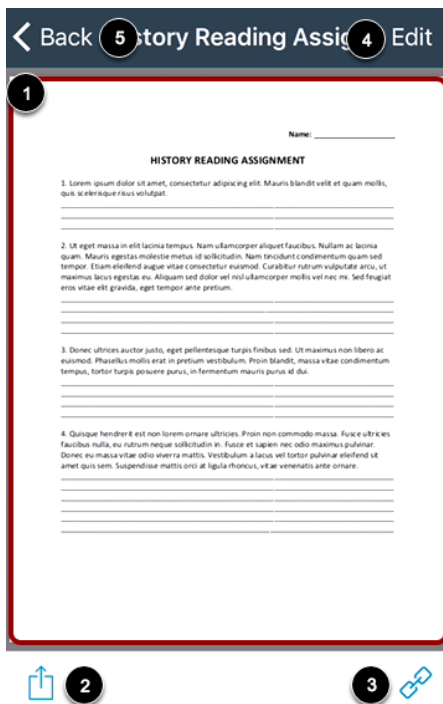 Back 5 story Reading Assig 4 Edit
1
Name:
HISTORY READING ASSIGNMENT
1. Lorem ipsum dolor sit amet, consectetur adipiscing elit. Mauris blandit velit et quam mollis,
quis scelerisque risus volutpat.
2. Ut eget massa in elit lacinia tempus. Nam ullamcorper aliquet faucibus. Nullam ac lacinia
quam. Mauris egestas molestie metus id sollicitudin. Nam tincidunt condimentum quam sed
tempor. Etiam eleifend augue vitae consectetur euismod. Curabitur rutrum vulputate arcu, ut
maximus lacus egestas eu. Aliquam sed dolor vel nisl ullamcorper mollis vel nec mi. Sed feugiat
eros vitae elit gravida, eget tempor ante pretium.
3. Donec ultrices auctor justo, eget pellentesque turpis finibus sed. Ut maximus non libero ac
euismod. Phasellus mollis erat in pretium vestibulum. Proin blandit, massa vitae condimentum
tempus, tortor turpis posuere purus, in fermentum mauris purus id dui.
4. Quisque hendrerit est non lorem ornare ultricies. Proin non commodo massa. Fusce ultricies
faucibus nulla, eu rutrum neque sollicitudin in. Fusce et sapien nec odio maximus pulvinar.
Donec eu massa vitae odio viverra mattis. Vestibulum a lacus vel tortor pulvinar eleifend sit
amet quis sem. Suspendisse mattis orci at ligula rhoncus, vitae venenatis ante ornare.
2 3